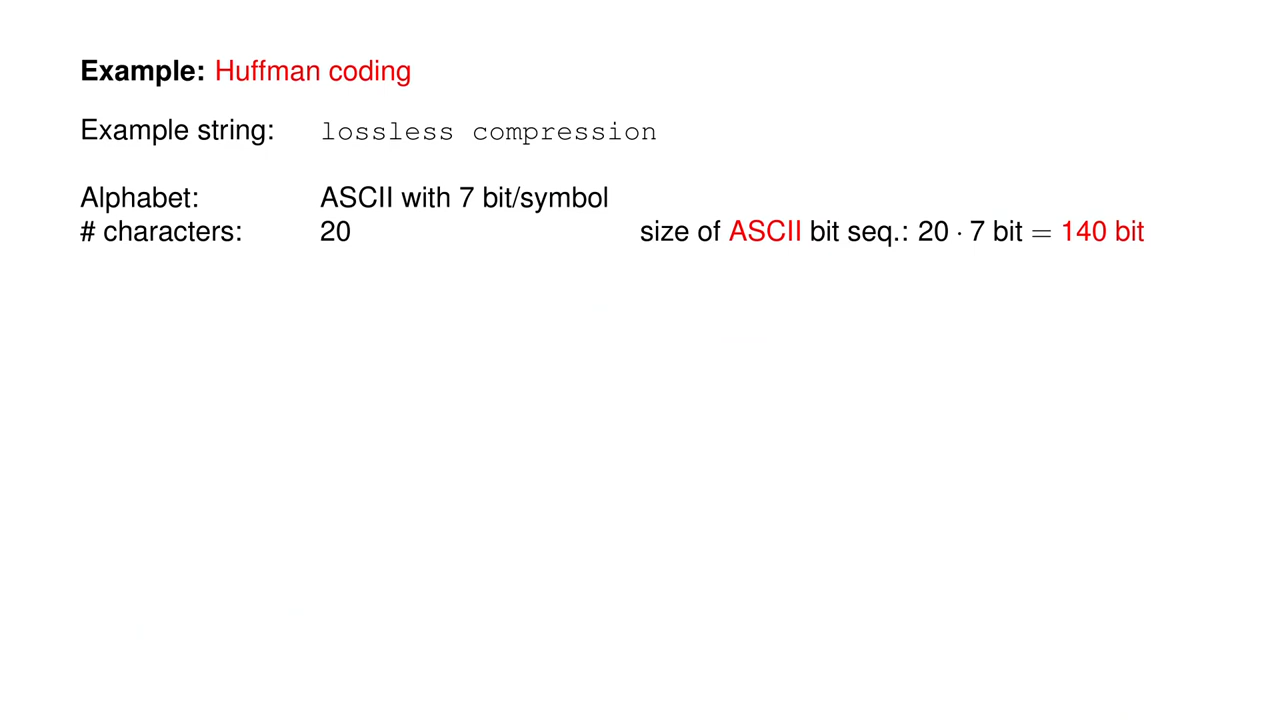 Example: Huffman coding
Example string: lossless compression
Alphabet: ASCII with 7 bit/symbol
# characters: 20 size of ASCII bit seq.: 20 · 7 bit = 140 bit